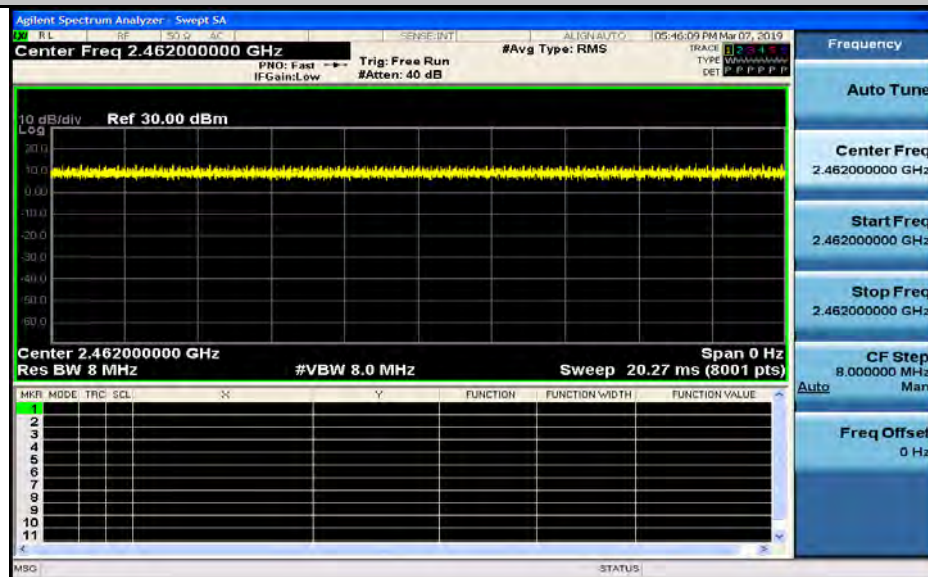 Agilent Spectrum Analyzer - Swept SA
LXI RL RF 50 Ω AC SENSE:INT ALIGN AUTO 05:46:09 PM Mar 07, 2019
Center Freq 2.462000000 GHz #Avg Type: RMS TRACE 1 2 3 4 5 6
PNO: Fast Trig: Free Run TYPE
IFGain:Low #Atten: 40 dB DET P P P P P P
10 dB/div Ref 30.00 dBm
Log
20.0
10.0
0.00
-10.0
-20.0
-30.0
-40.0
-50.0
-60.0
Center 2.462000000 GHz Span 0 Hz
Res BW 8 MHz #VBW 8.0 MHz Sweep 20.27 ms (8001 pts)
MKR MODE TRC SCL X Y FUNCTION FUNCTION WIDTH FUNCTION VALUE
1
2
3
4
5
6
7
8
9
10
11
MSG STATUS
Frequency
Auto Tune
Center Freq
2.462000000 GHz
Start Freq
2.462000000 GHz
Stop Freq
2.462000000 GHz
CF Step
8.000000 MHz
Auto Man
Freq Offset
0 Hz